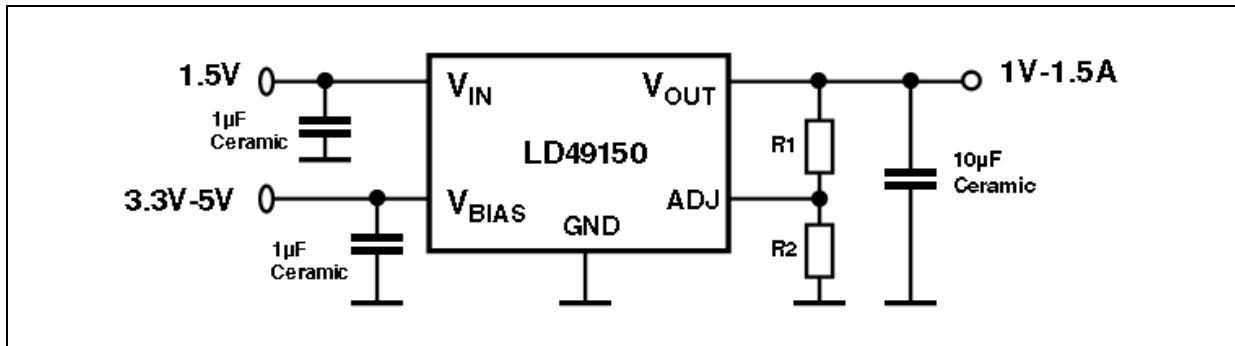 1.5V
1µF
Ceramic
3.3V-5V
1µF
Ceramic
VIN
VOUT
LD49150
VBIAS
ADJ
GND
R1
R2
10µF
Ceramic
1V-1.5A